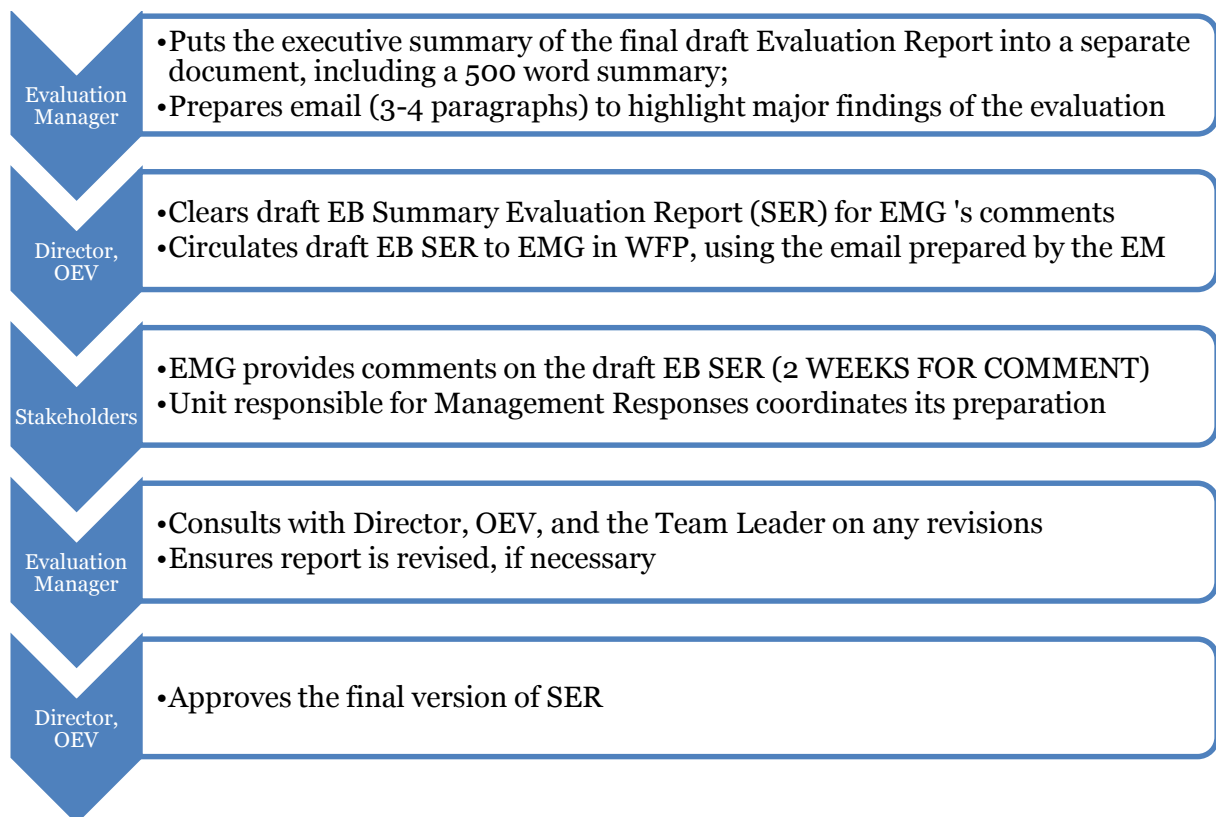 Evaluation
Manager
•Puts the executive summary of the final draft Evaluation Report into a separate
document, including a 500 word summary;
•Prepares email (3-4 paragraphs) to highlight major findings of the evaluation
Director,
OEV
•Clears draft EB Summary Evaluation Report (SER) for EMG 's comments
•Circulates draft EB SER to EMG in WFP, using the email prepared by the EM
Stakeholders
•EMG provides comments on the draft EB SER (2 WEEKS FOR COMMENT)
•Unit responsible for Management Responses coordinates its preparation
Evaluation
Manager
•Consults with Director, OEV, and the Team Leader on any revisions
•Ensures report is revised, if necessary
Director,
OEV
•Approves the final version of SER